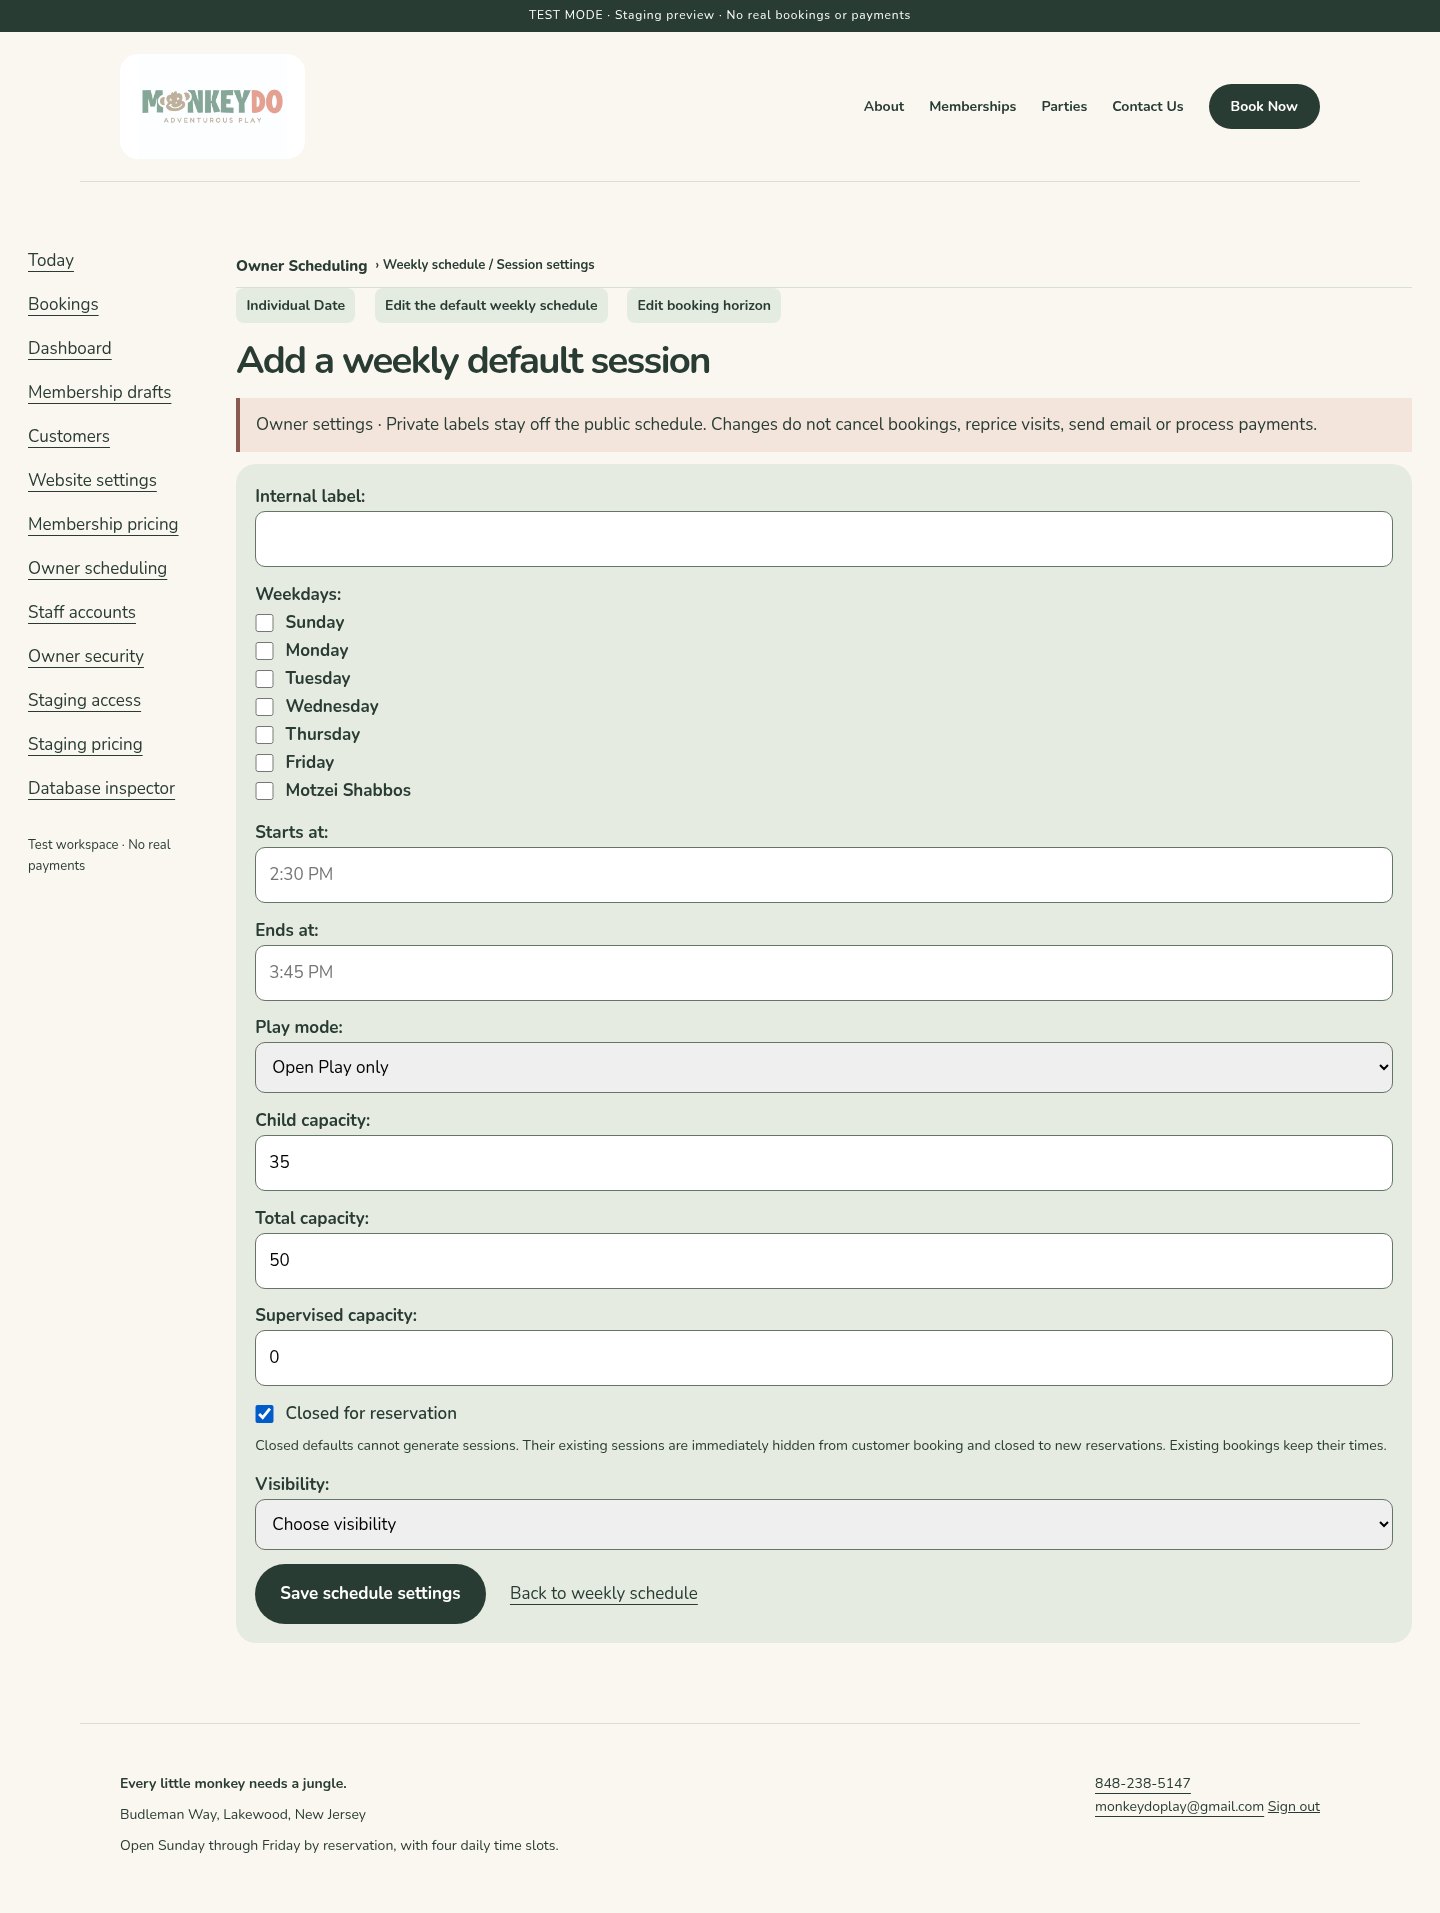 TEST MODE · Staging preview · No real bookings or payments
MONKEYDO
ADVENTUROUS PLAY
About
Memberships
Parties
Contact Us
Book Now
Today
Bookings
Dashboard
Membership drafts
Customers
Website settings
Membership pricing
Owner scheduling
Staff accounts
Owner security
Staging access
Staging pricing
Database inspector
Test workspace · No real
payments
Owner Scheduling › Weekly schedule / Session settings
Individual Date
Edit the default weekly schedule
Edit booking horizon
Add a weekly default session
Owner settings · Private labels stay off the public schedule. Changes do not cancel bookings, reprice visits, send email or process payments.
Internal label:
Weekdays:
Sunday
Monday
Tuesday
Wednesday
Thursday
Friday
Motzei Shabbos
Starts at:
2:30 PM
Ends at:
3:45 PM
Play mode:
Open Play only
Child capacity:
35
Total capacity:
50
Supervised capacity:
0
Closed for reservation
Closed defaults cannot generate sessions. Their existing sessions are immediately hidden from customer booking and closed to new reservations. Existing bookings keep their times.
Visibility:
Choose visibility
Save schedule settings
Back to weekly schedule
Every little monkey needs a jungle.
Budleman Way, Lakewood, New Jersey
Open Sunday through Friday by reservation, with four daily time slots.
848-238-5147
monkeydoplay@gmail.com Sign out